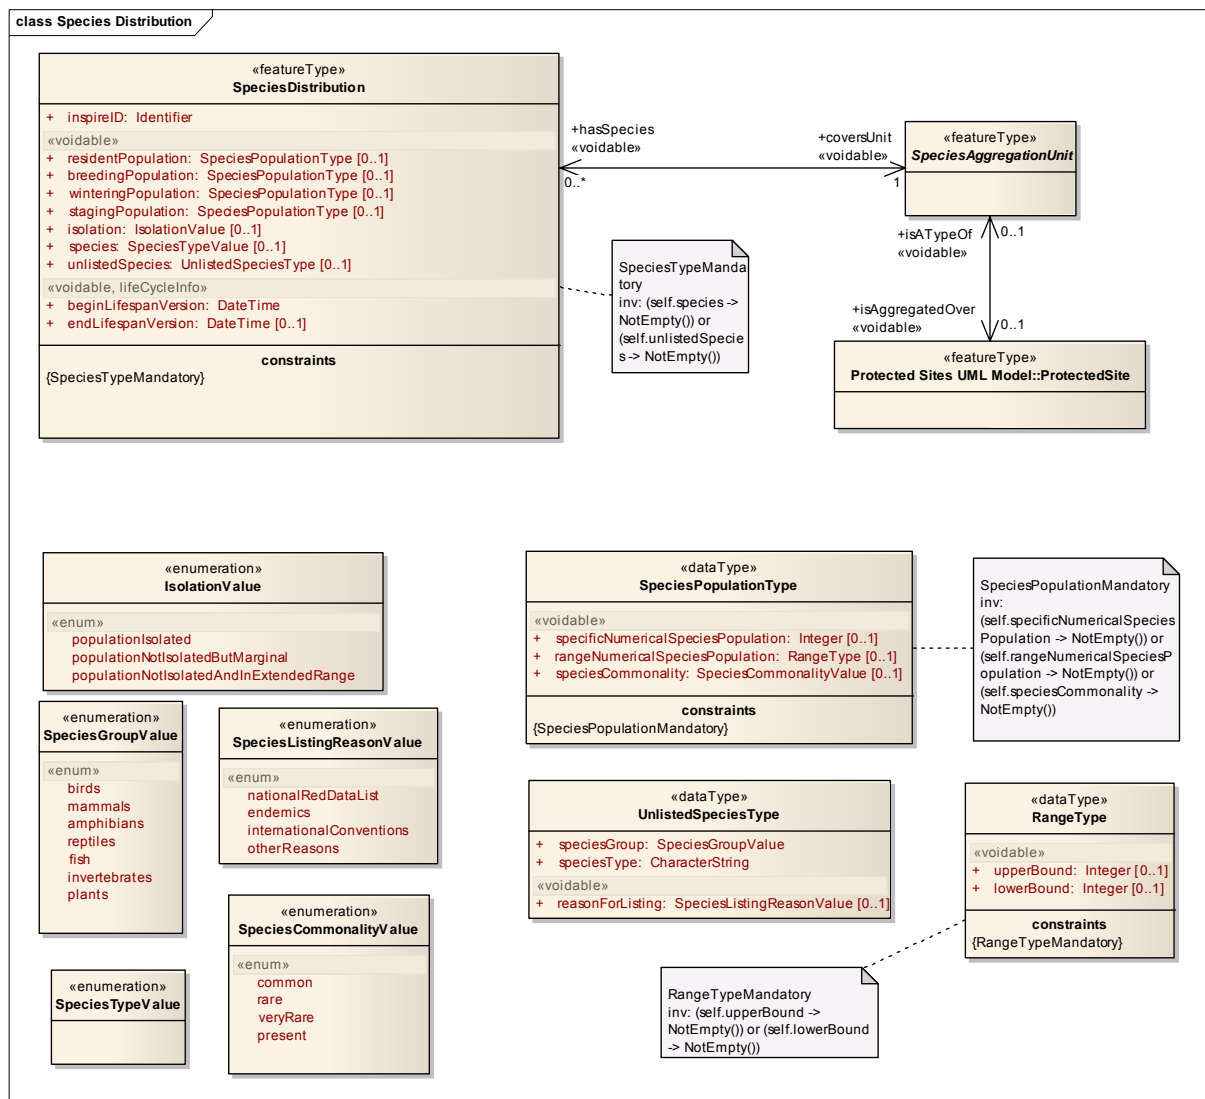 class Species Distribution
«featureType»
SpeciesDistribution
+ inspireID: Identifier
«voidable»
+ residentPopulation: SpeciesPopulationType [0..1]
+ breedingPopulation: SpeciesPopulationType [0..1]
+ winteringPopulation: SpeciesPopulationType [0..1]
+ stagingPopulation: SpeciesPopulationType [0..1]
+ isolation: IsolationValue [0..1]
+ species: SpeciesTypeValue [0..1]
+ unlistedSpecies: UnlistedSpeciesType [0..1]
«voidable, lifeCycleInfo»
+ beginLifespanVersion: DateTime
+ endLifespanVersion: DateTime [0..1]
constraints
{SpeciesTypeMandatory}
+hasSpecies
«voidable»
0..*
+coversUnit
«voidable»
1
«featureType»
SpeciesAggregationUnit
+isATypeOf
«voidable»
0..1
+isAggregatedOver
«voidable»
0..1
«featureType»
Protected Sites UML Model::ProtectedSite
SpeciesTypeManda
tory
inv: (self.species ->
NotEmpty()) or
(self.unlistedSpecie
s -> NotEmpty())
«enumeration»
IsolationValue
«enum»
populationIsolated
populationNotIsolatedButMarginal
populationNotIsolatedAndInExtendedRange
«dataType»
SpeciesPopulationType
«voidable»
+ specificNumericalSpeciesPopulation: Integer [0..1]
+ rangeNumericalSpeciesPopulation: RangeType [0..1]
+ speciesCommonality: SpeciesCommonalityValue [0..1]
constraints
{SpeciesPopulationMandatory}
SpeciesPopulationMandatory
inv:
(self.specificNumericalSpecies
Population -> NotEmpty()) or
(self.rangeNumericalSpeciesP
opulation -> NotEmpty()) or
(self.speciesCommonality ->
NotEmpty())
«enumeration»
SpeciesGroupValue
«enum»
birds
mammals
amphibians
reptiles
fish
invertebrates
plants
«enumeration»
SpeciesListingReasonValue
«enum»
nationalRedDataList
endemics
internationalConventions
otherReasons
«dataType»
UnlistedSpeciesType
+ speciesGroup: SpeciesGroupValue
+ speciesType: CharacterString
«voidable»
+ reasonForListing: SpeciesListingReasonValue [0..1]
«dataType»
RangeType
«voidable»
+ upperBound: Integer [0..1]
+ lowerBound: Integer [0..1]
constraints
{RangeTypeMandatory}
«enumeration»
SpeciesCommonalityValue
«enum»
common
rare
veryRare
present
«enumeration»
SpeciesTypeValue
RangeTypeMandatory
inv: (self.upperBound ->
NotEmpty()) or (self.lowerBound
-> NotEmpty())